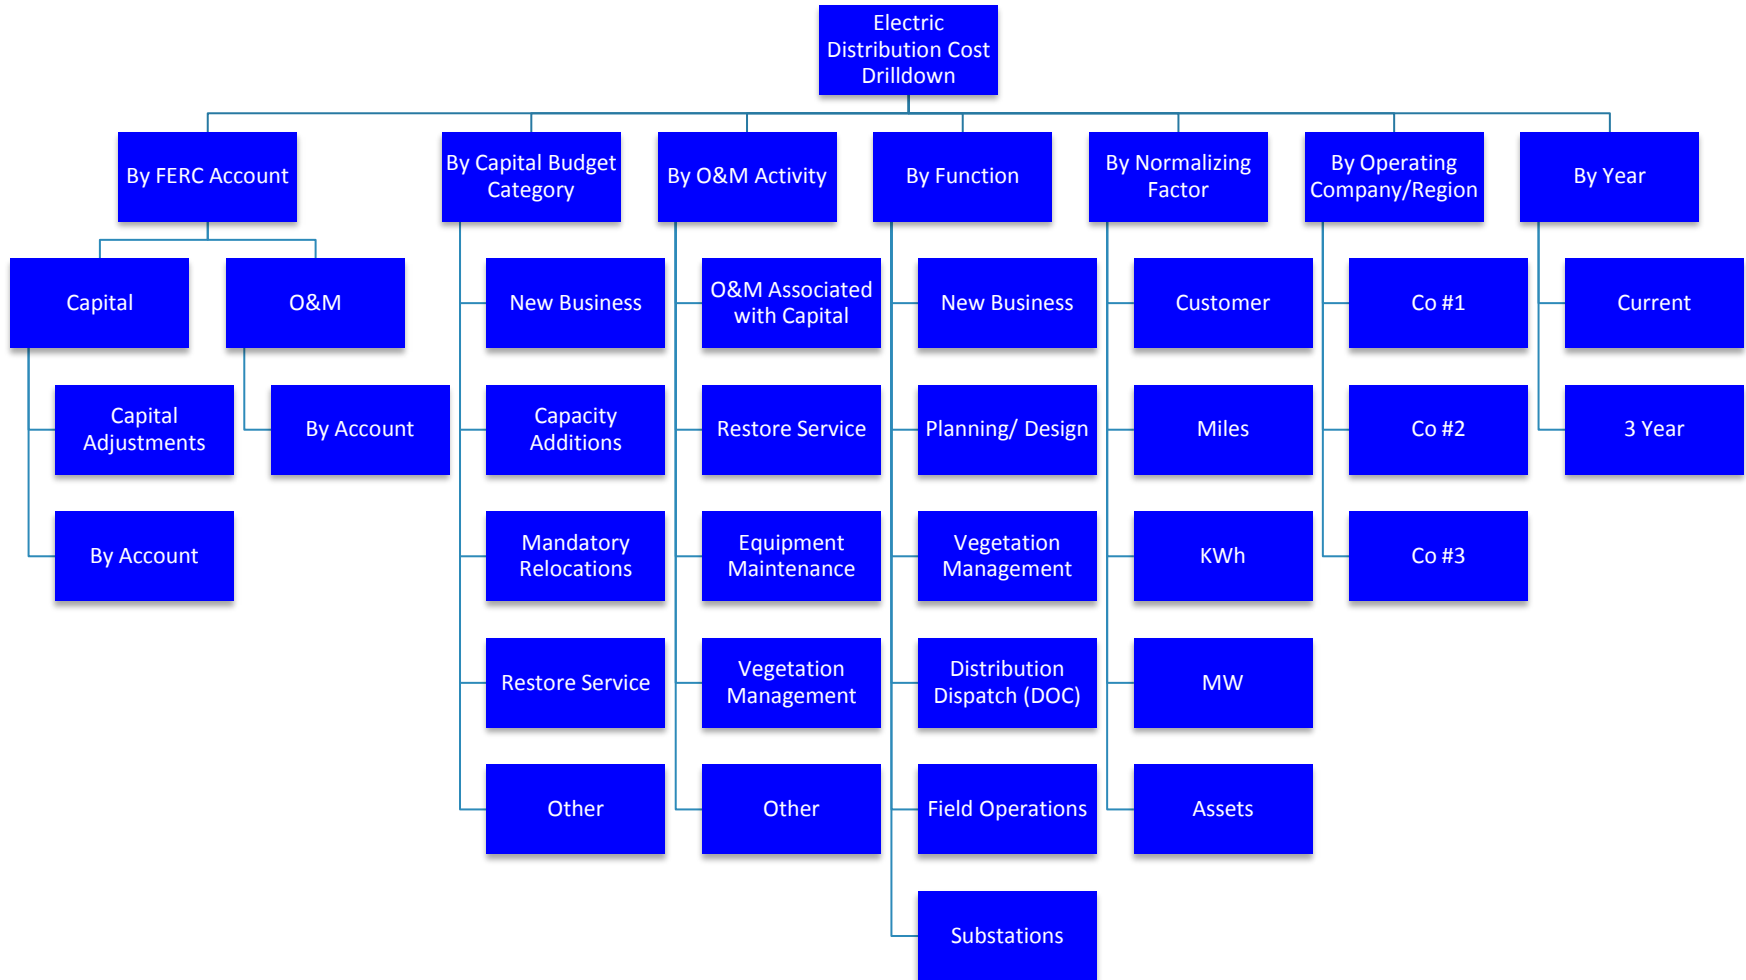 Electric
Distribution Cost
Drilldown
By FERC Account
By Capital Budget
Category
By O&M Activity
By Function
By Normalizing
Factor
By Operating
Company/Region
By Year
Capital
O&M
New Business
O&M Associated
with Capital
New Business
Customer
Co #1
Current
Capital
Adjustments
By Account
Capacity
Additions
Restore Service
Planning/ Design
Miles
Co #2
3 Year
By Account
Mandatory
Relocations
Equipment
Maintenance
Vegetation
Management
KWh
Co #3
Restore Service
Vegetation
Management
Distribution
Dispatch (DOC)
MW
Other
Other
Field Operations
Assets
Substations